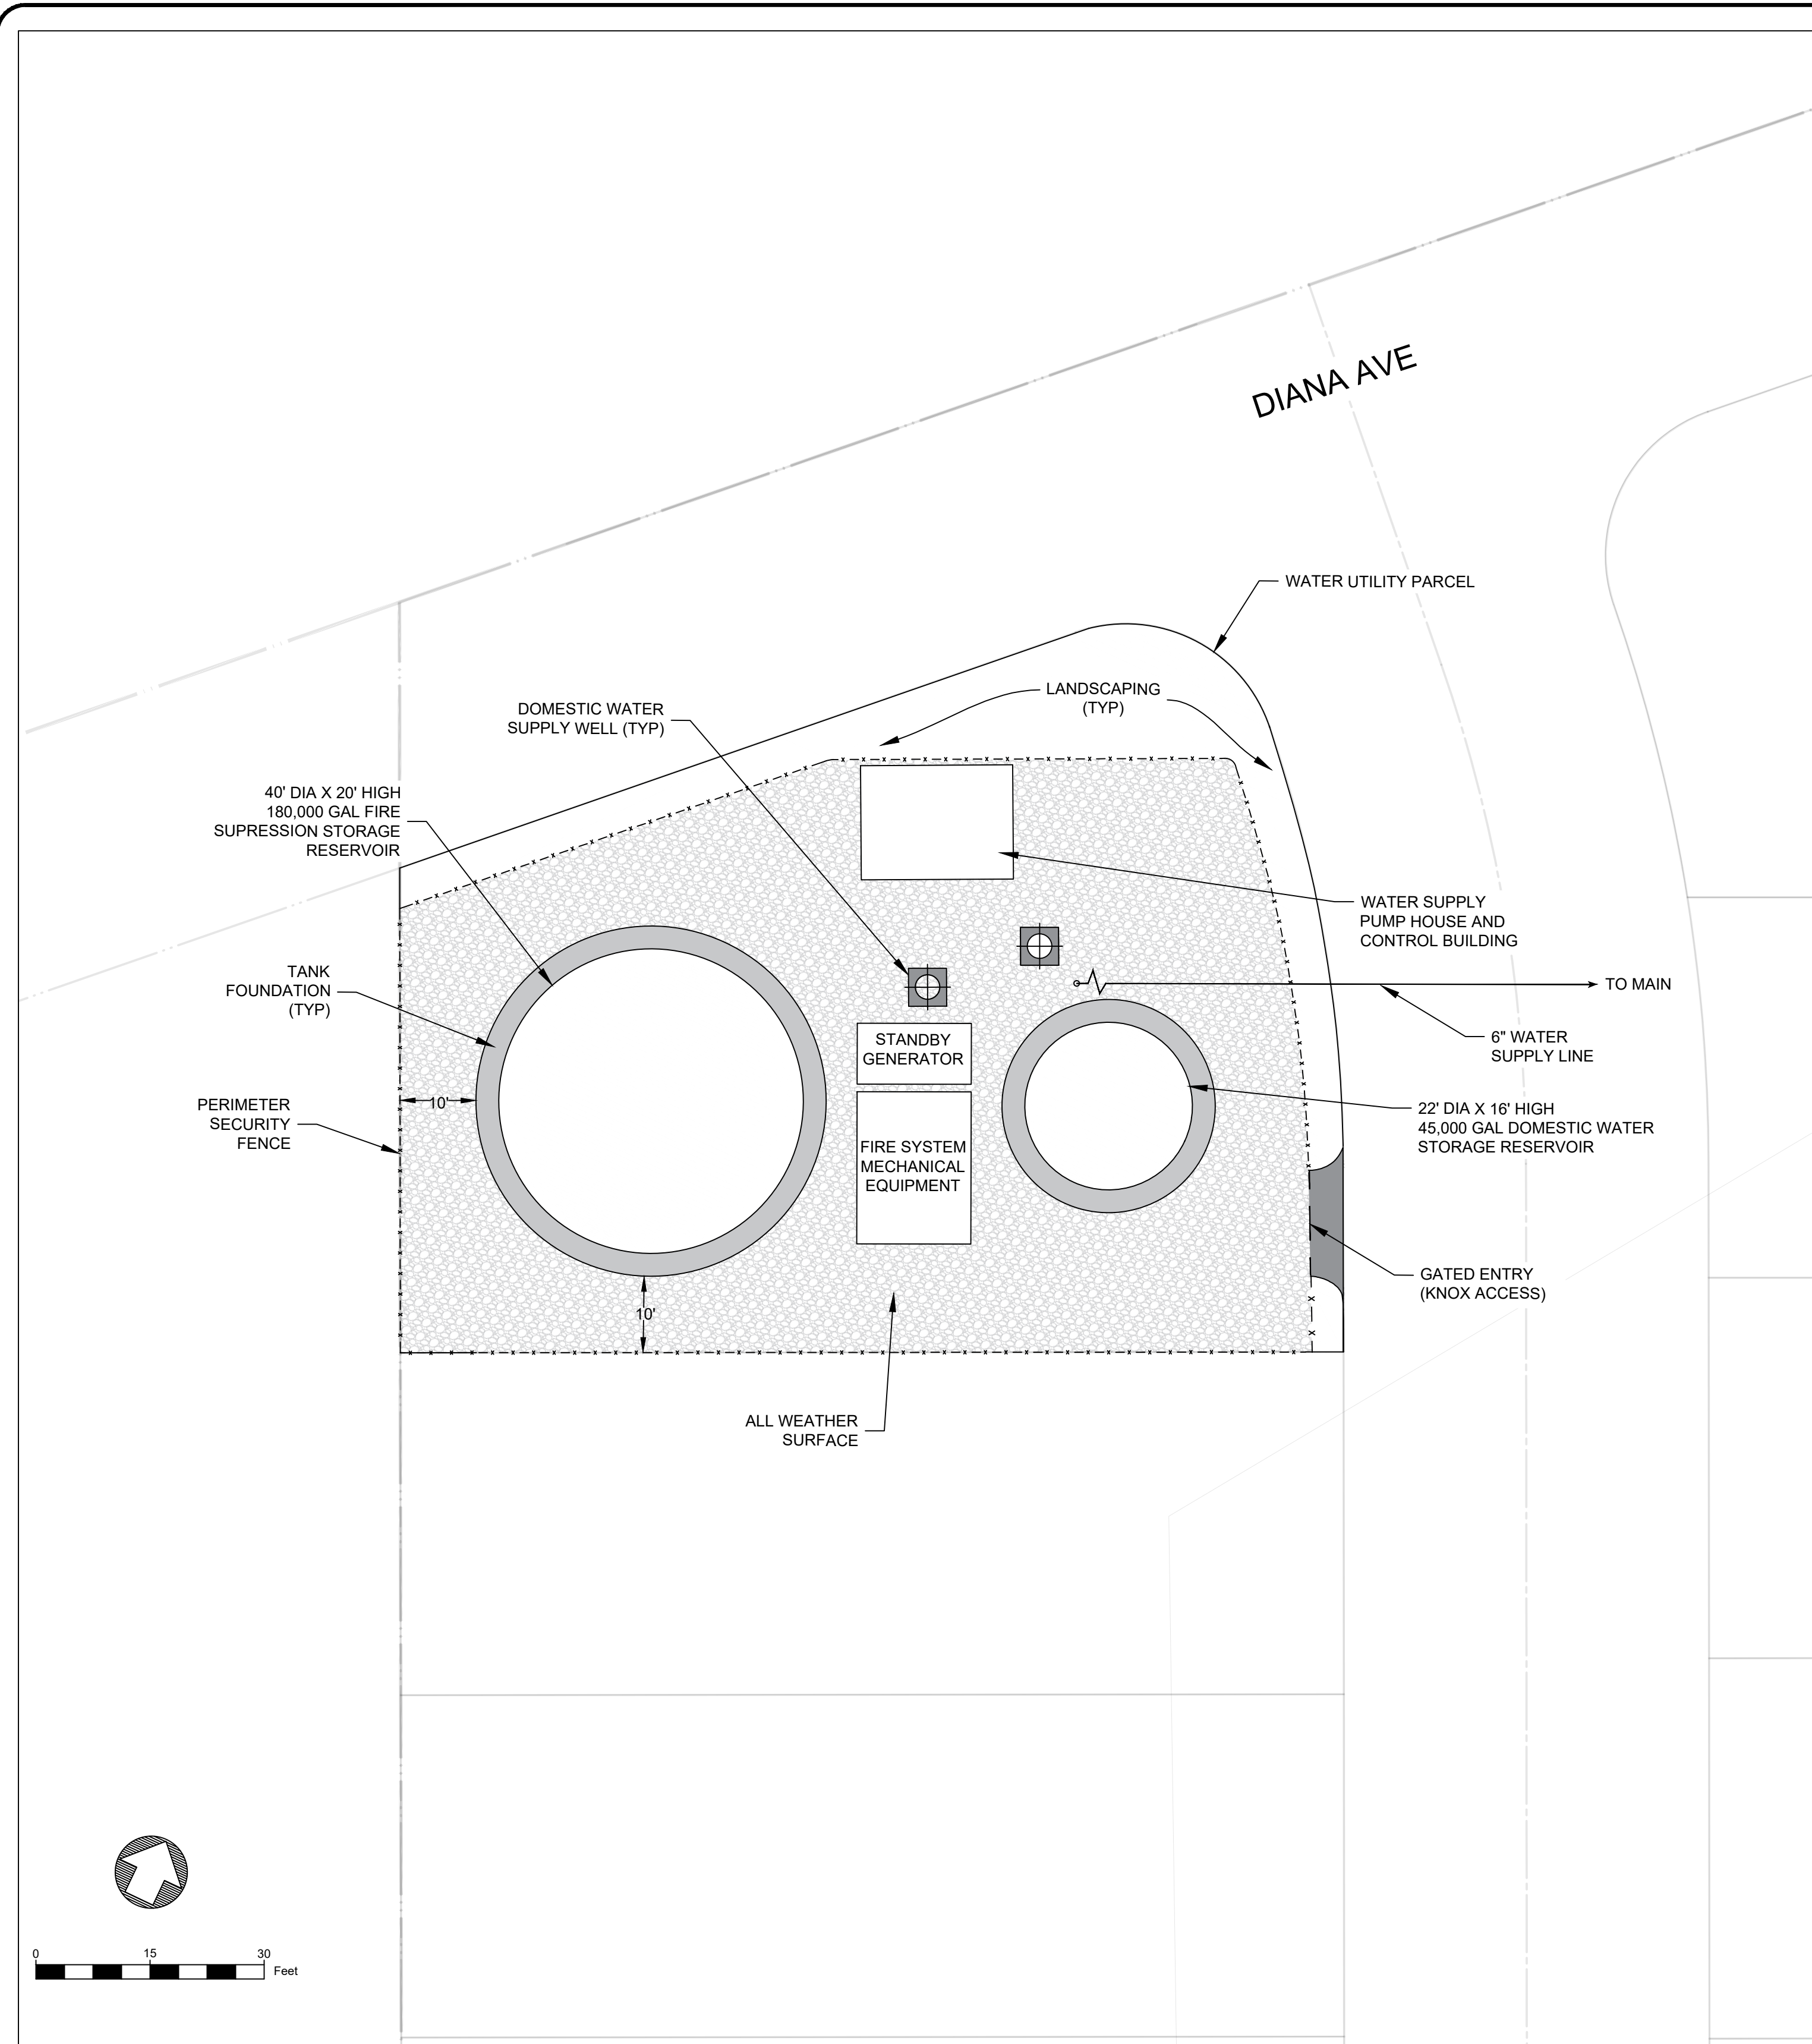 DIANA AVE
WATER UTILITY PARCEL
LANDSCAPING
(TYP)
DOMESTIC WATER
SUPPLY WELL (TYP)
40' DIA X 20' HIGH
180,000 GAL FIRE
SUPRESSION STORAGE
RESERVOIR
WATER SUPPLY
PUMP HOUSE AND
CONTROL BUILDING
TANK
FOUNDATION
(TYP)
TO MAIN
6" WATER
SUPPLY LINE
STANDBY
GENERATOR
PERIMETER
SECURITY
FENCE
10'
22' DIA X 16' HIGH
45,000 GAL DOMESTIC WATER
STORAGE RESERVOIR
FIRE SYSTEM
MECHANICAL
EQUIPMENT
GATED ENTRY
(KNOX ACCESS)
10'
ALL WEATHER
SURFACE
0 15 30
Feet